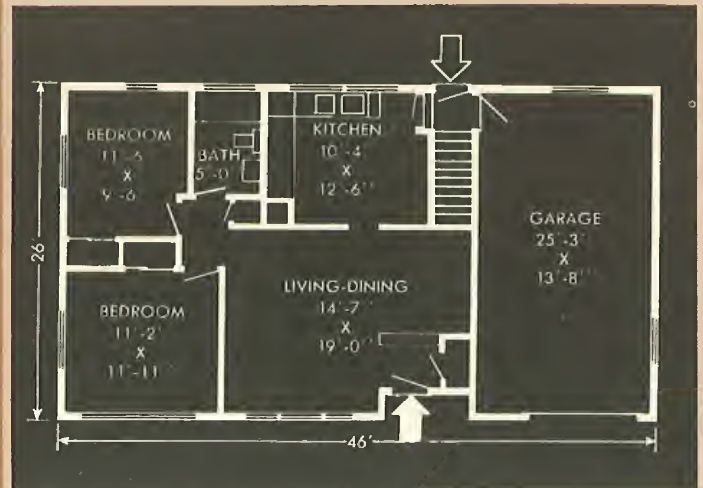 BEDROOM
11'-6
X
9'-6
BATH
5'-0
KITCHEN
10'-4
X
12'-6"
GARAGE
25'-3
X
13'-8"
26'
LIVING-DINING
14'-7
X
19'-0"
BEDROOM
11'-2'
X
11'-11
46'